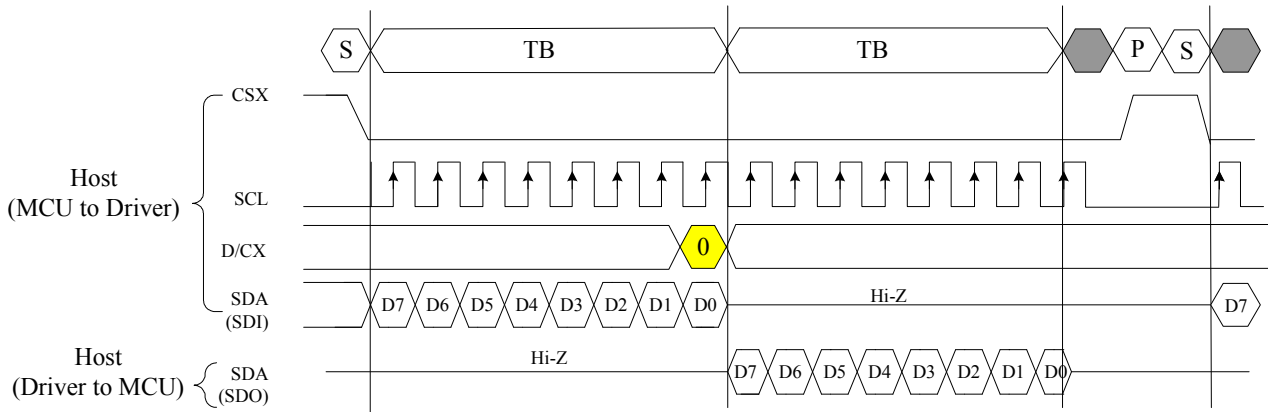 S TB TB P S
CSX
Host
(MCU to Driver)
SCL
D/CX 0
SDA
(SDI)
D7 D6 D5 D4 D3 D2 D1 D0 Hi-Z D7
Host
(Driver to MCU)
SDA
(SDO)
Hi-Z D7 D6 D5 D4 D3 D2 D1 D0